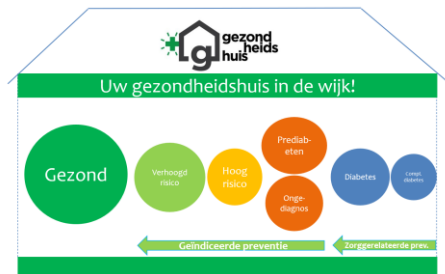 gezond
heids
huis
Uw gezondheidshuis in de wijk!
Gezond
Verhoogd
risico
Hoog
risico
Prediab-
eten
Onge-
diagnos
Diabetes
Compl.
diabetes
Geïndiceerde preventie
Zorggerelateerde prev.